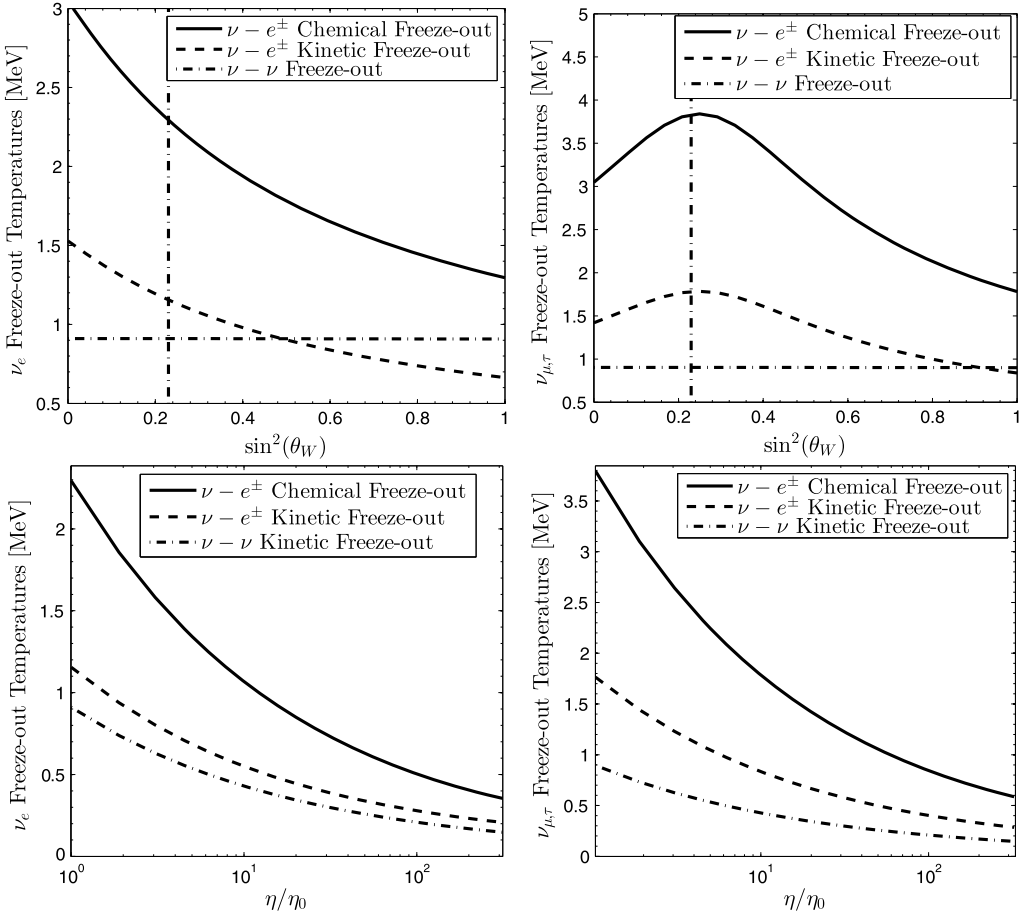 ν − e± Chemical Freeze-out
ν − e± Kinetic Freeze-out
ν − ν Freeze-out
νe Freeze-out Temperatures [MeV]
3
2.5
2
1.5
1
0.5
0 0.2 0.4 0.6 0.8 1
sin²(θW)
ν − e± Chemical Freeze-out
ν − e± Kinetic Freeze-out
ν − ν Freeze-out
νμ,τ Freeze-out Temperatures [MeV]
5
4.5
4
3.5
3
2.5
2
1.5
1
0.5
0 0.2 0.4 0.6 0.8 1
sin²(θW)
ν − e± Chemical Freeze-out
ν − e± Kinetic Freeze-out
ν − ν Kinetic Freeze-out
νe Freeze-out Temperatures [MeV]
2
1.5
1
0.5
0
10⁰ 10¹ 10²
η/η0
ν − e± Chemical Freeze-out
ν − e± Kinetic Freeze-out
ν − ν Kinetic Freeze-out
νμ,τ Freeze-out Temperatures [MeV]
3.5
3
2.5
2
1.5
1
0.5
0
10¹ 10²
η/η0